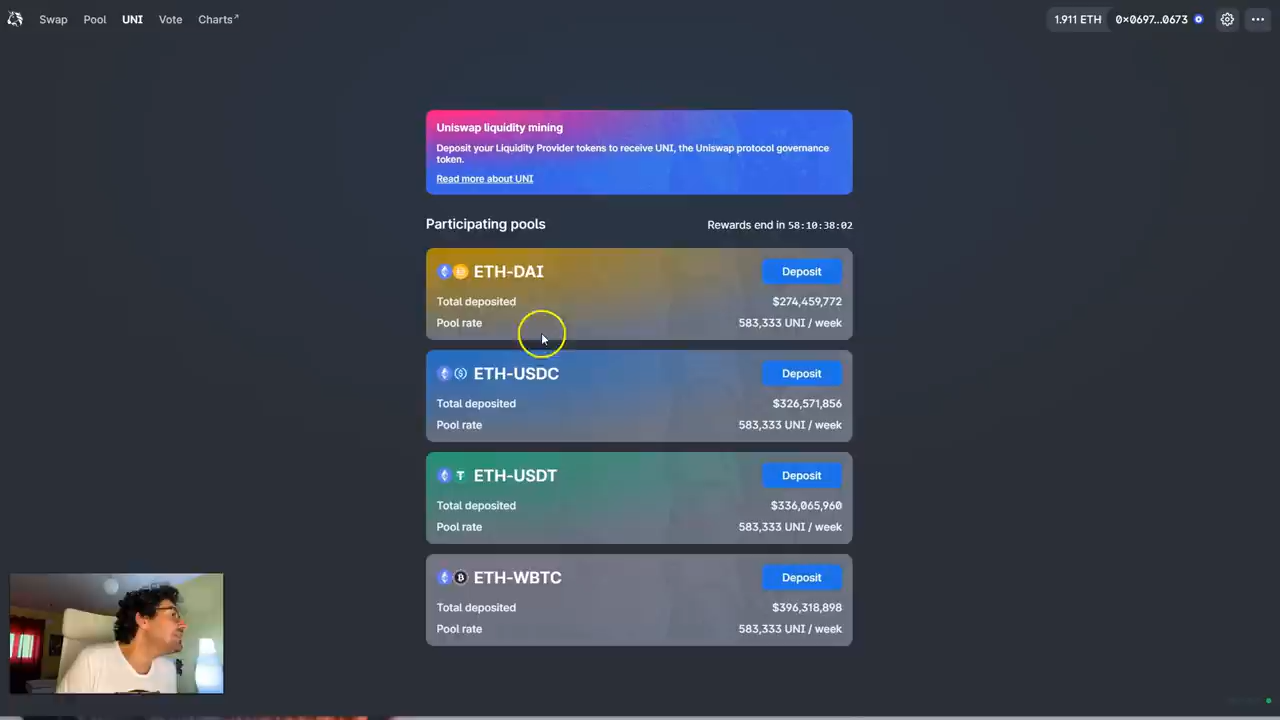 Swap Pool UNI Vote Charts↗ 1.911 ETH 0×0697...0673
Uniswap liquidity mining
Deposit your Liquidity Provider tokens to receive UNI, the Uniswap protocol governance
token.
Read more about UNI
Participating pools Rewards end in 58:10:38:02
ETH-DAI Deposit
Total deposited $274,459,772
Pool rate 583,333 UNI / week
ETH-USDC Deposit
Total deposited $326,571,856
Pool rate 583,333 UNI / week
ETH-USDT Deposit
Total deposited $336,065,960
Pool rate 583,333 UNI / week
ETH-WBTC Deposit
Total deposited $396,318,898
Pool rate 583,333 UNI / week